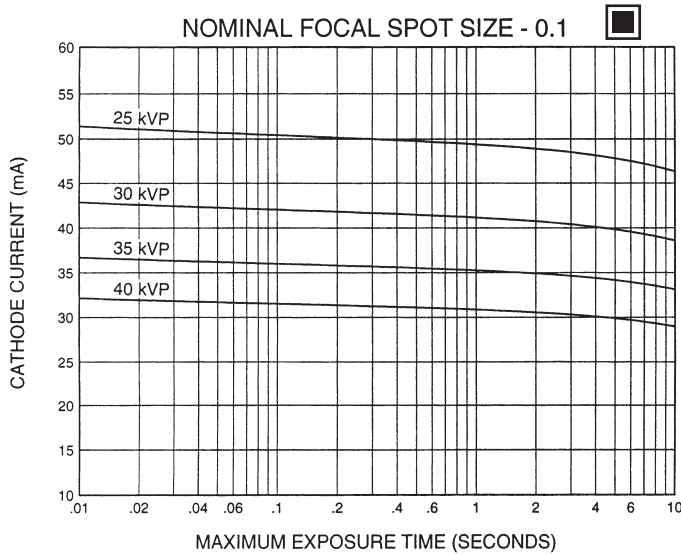 NOMINAL FOCAL SPOT SIZE - 0.1
60
55
50
45
40
35
30
25
20
15
10
CATHODE CURRENT (mA)
25 kVP
30 kVP
35 kVP
40 kVP
.01 .02 .04 .06 .1 .2 .4 .6 1 2 4 6 10
MAXIMUM EXPOSURE TIME (SECONDS)